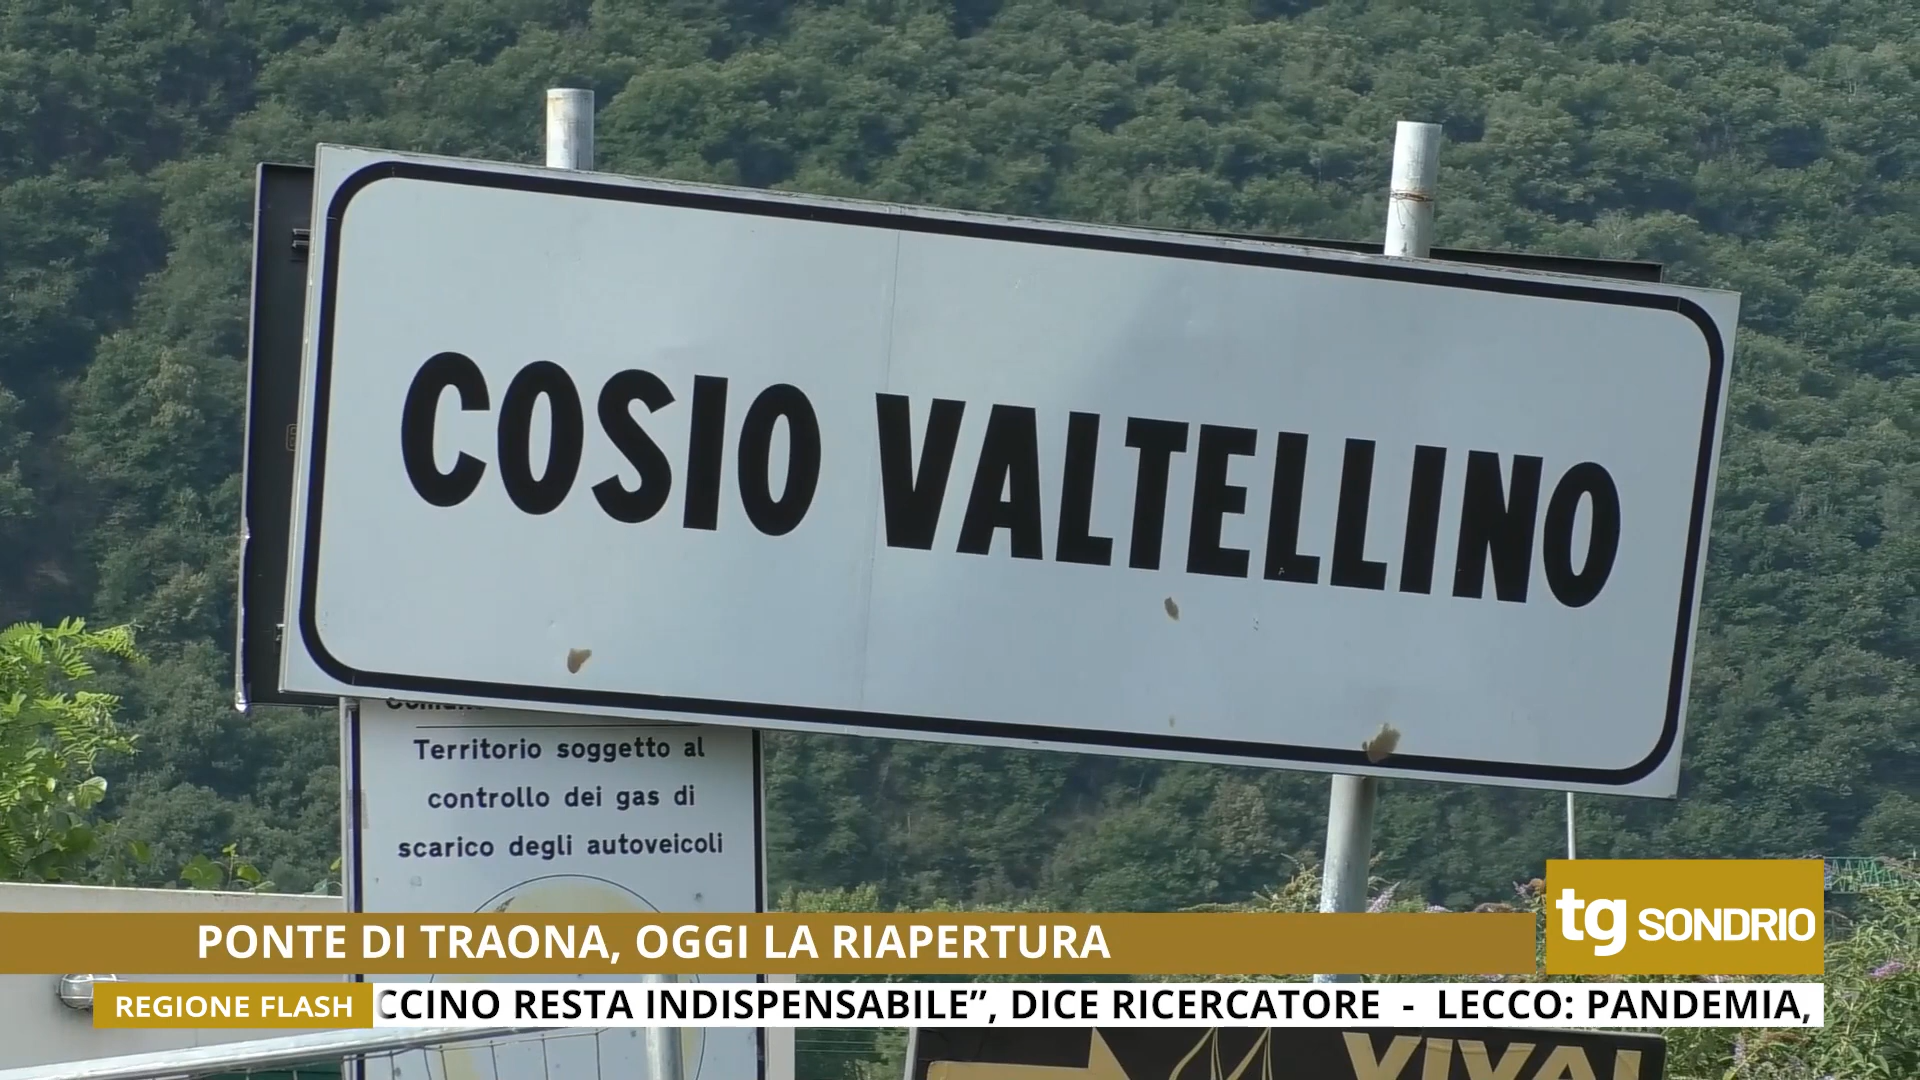 COSIO VALTELLINO
Territorio soggetto al
controllo dei gas di
scarico degli autoveicoli
PONTE DI TRAONA, OGGI LA RIAPERTURA
tg SONDRIO
REGIONE FLASH
CCINO RESTA INDISPENSABILE”, DICE RICERCATORE - LECCO: PANDEMIA,
VIVAI